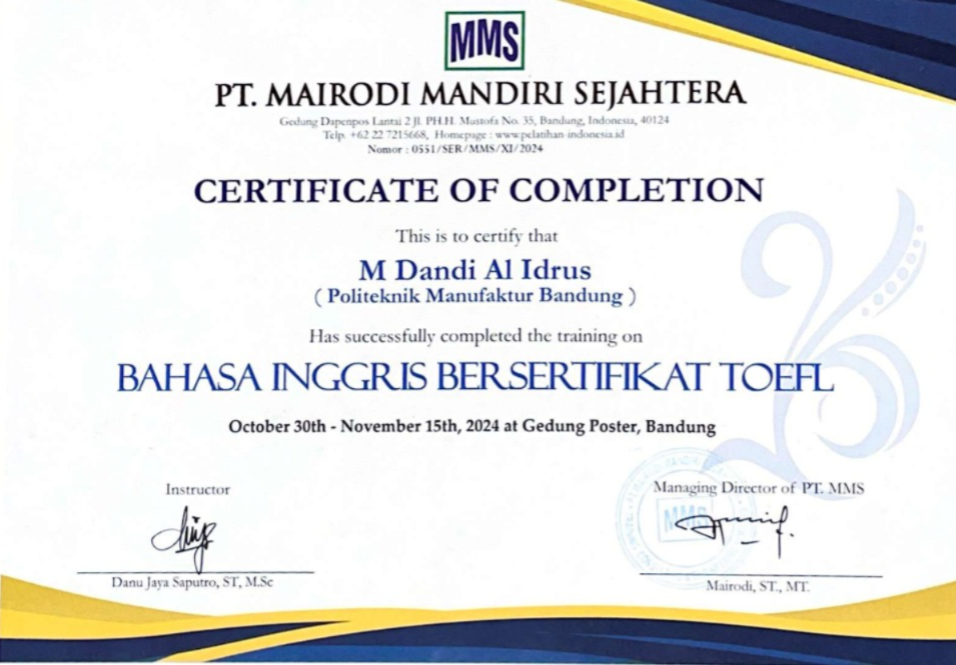 MMS
PT. MAIRODI MANDIRI SEJAHTERA
Gedung Dapenpos Lantai 2 Jl. PH.H. Mustofa No. 35, Bandung, Indonesia, 40124
Telp. +62 22 7215668, Homepage : www.pelatihan-indonesia.id
Nomor : 0551/SER/MMS/XI/2024
CERTIFICATE OF COMPLETION
This is to certify that
M Dandi Al Idrus
( Politeknik Manufaktur Bandung )
Has successfully completed the training on
BAHASA INGGRIS BERSERTIFIKAT TOEFL
October 30th - November 15th, 2024 at Gedung Poster, Bandung
Instructor
Danu Jaya Saputro, ST, M.Sc
Managing Director of PT. MMS
MMS
Mairodi, ST., MT.